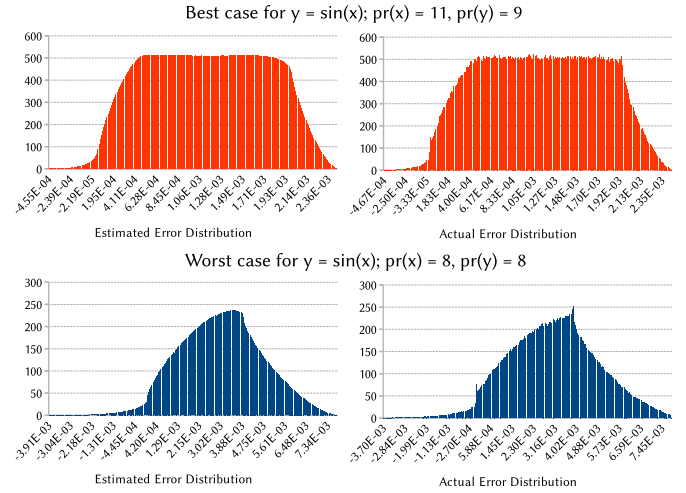 Best case for y = sin(x); pr(x) = 11, pr(y) = 9
600
500
400
300
200
100
0
-4.55E-04
-2.39E-04
-2.19E-05
1.95E-04
4.11E-04
6.28E-04
8.45E-04
1.06E-03
1.28E-03
1.49E-03
1.71E-03
1.93E-03
2.14E-03
2.36E-03
Estimated Error Distribution
600
500
400
300
200
100
0
-4.67E-04
-2.50E-04
-3.33E-05
1.83E-04
4.00E-04
6.17E-04
8.33E-04
1.05E-03
1.27E-03
1.48E-03
1.70E-03
1.92E-03
2.13E-03
2.35E-03
Actual Error Distribution
Worst case for y = sin(x); pr(x) = 8, pr(y) = 8
300
250
200
150
100
50
0
-3.91E-03
-3.04E-03
-2.18E-03
-1.31E-03
-4.45E-04
4.20E-04
1.29E-03
2.15E-03
3.02E-03
3.88E-03
4.75E-03
5.61E-03
6.48E-03
7.34E-03
Estimated Error Distribution
300
250
200
150
100
50
0
-3.70E-03
-2.84E-03
-1.99E-03
-1.13E-03
-2.70E-04
5.88E-04
1.45E-03
2.30E-03
3.16E-03
4.02E-03
4.88E-03
5.73E-03
6.59E-03
7.45E-03
Actual Error Distribution